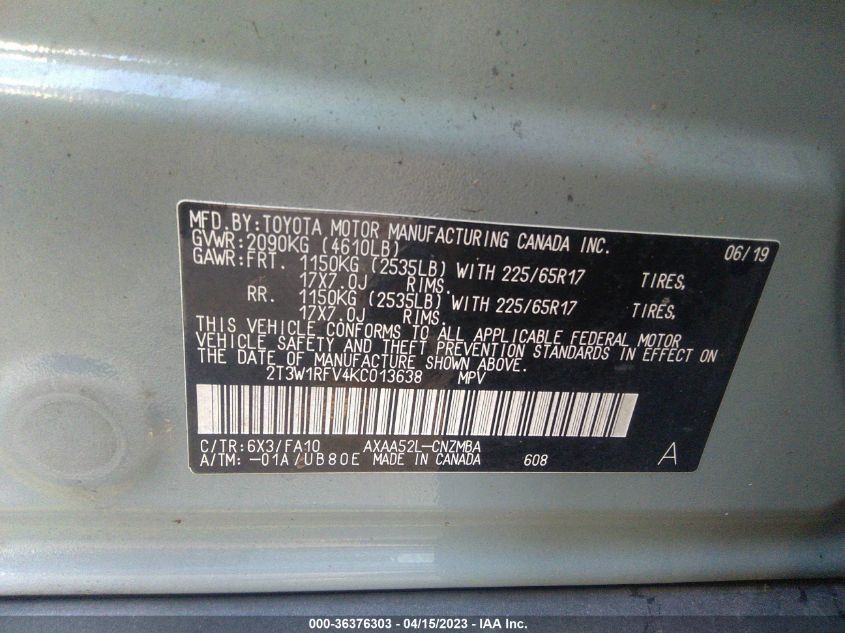 MFD.BY:TOYOTA MOTOR MANUFACTURING CANADA INC. 06/19
GVWR:2090KG (4610LB)
GAWR:FRT. 1150KG (2535LB) WITH 225/65R17 TIRES,
17X7.0J RIMS.
RR. 1150KG (2535LB) WITH 225/65R17 TIRES,
17X7.0J RIMS.
THIS VEHICLE CONFORMS TO ALL APPLICABLE FEDERAL MOTOR
VEHICLE SAFETY AND THEFT PREVENTION STANDARDS IN EFFECT ON
THE DATE OF MANUFACTURE SHOWN ABOVE.
2T3W1RFV4KC013638 MPV
C/TR:6X3/FA10 AXAA52L-CNZMBA
A/TM:-01A/UB80E MADE IN CANADA 608 A
000-36376303 - 04/15/2023 - IAA Inc.